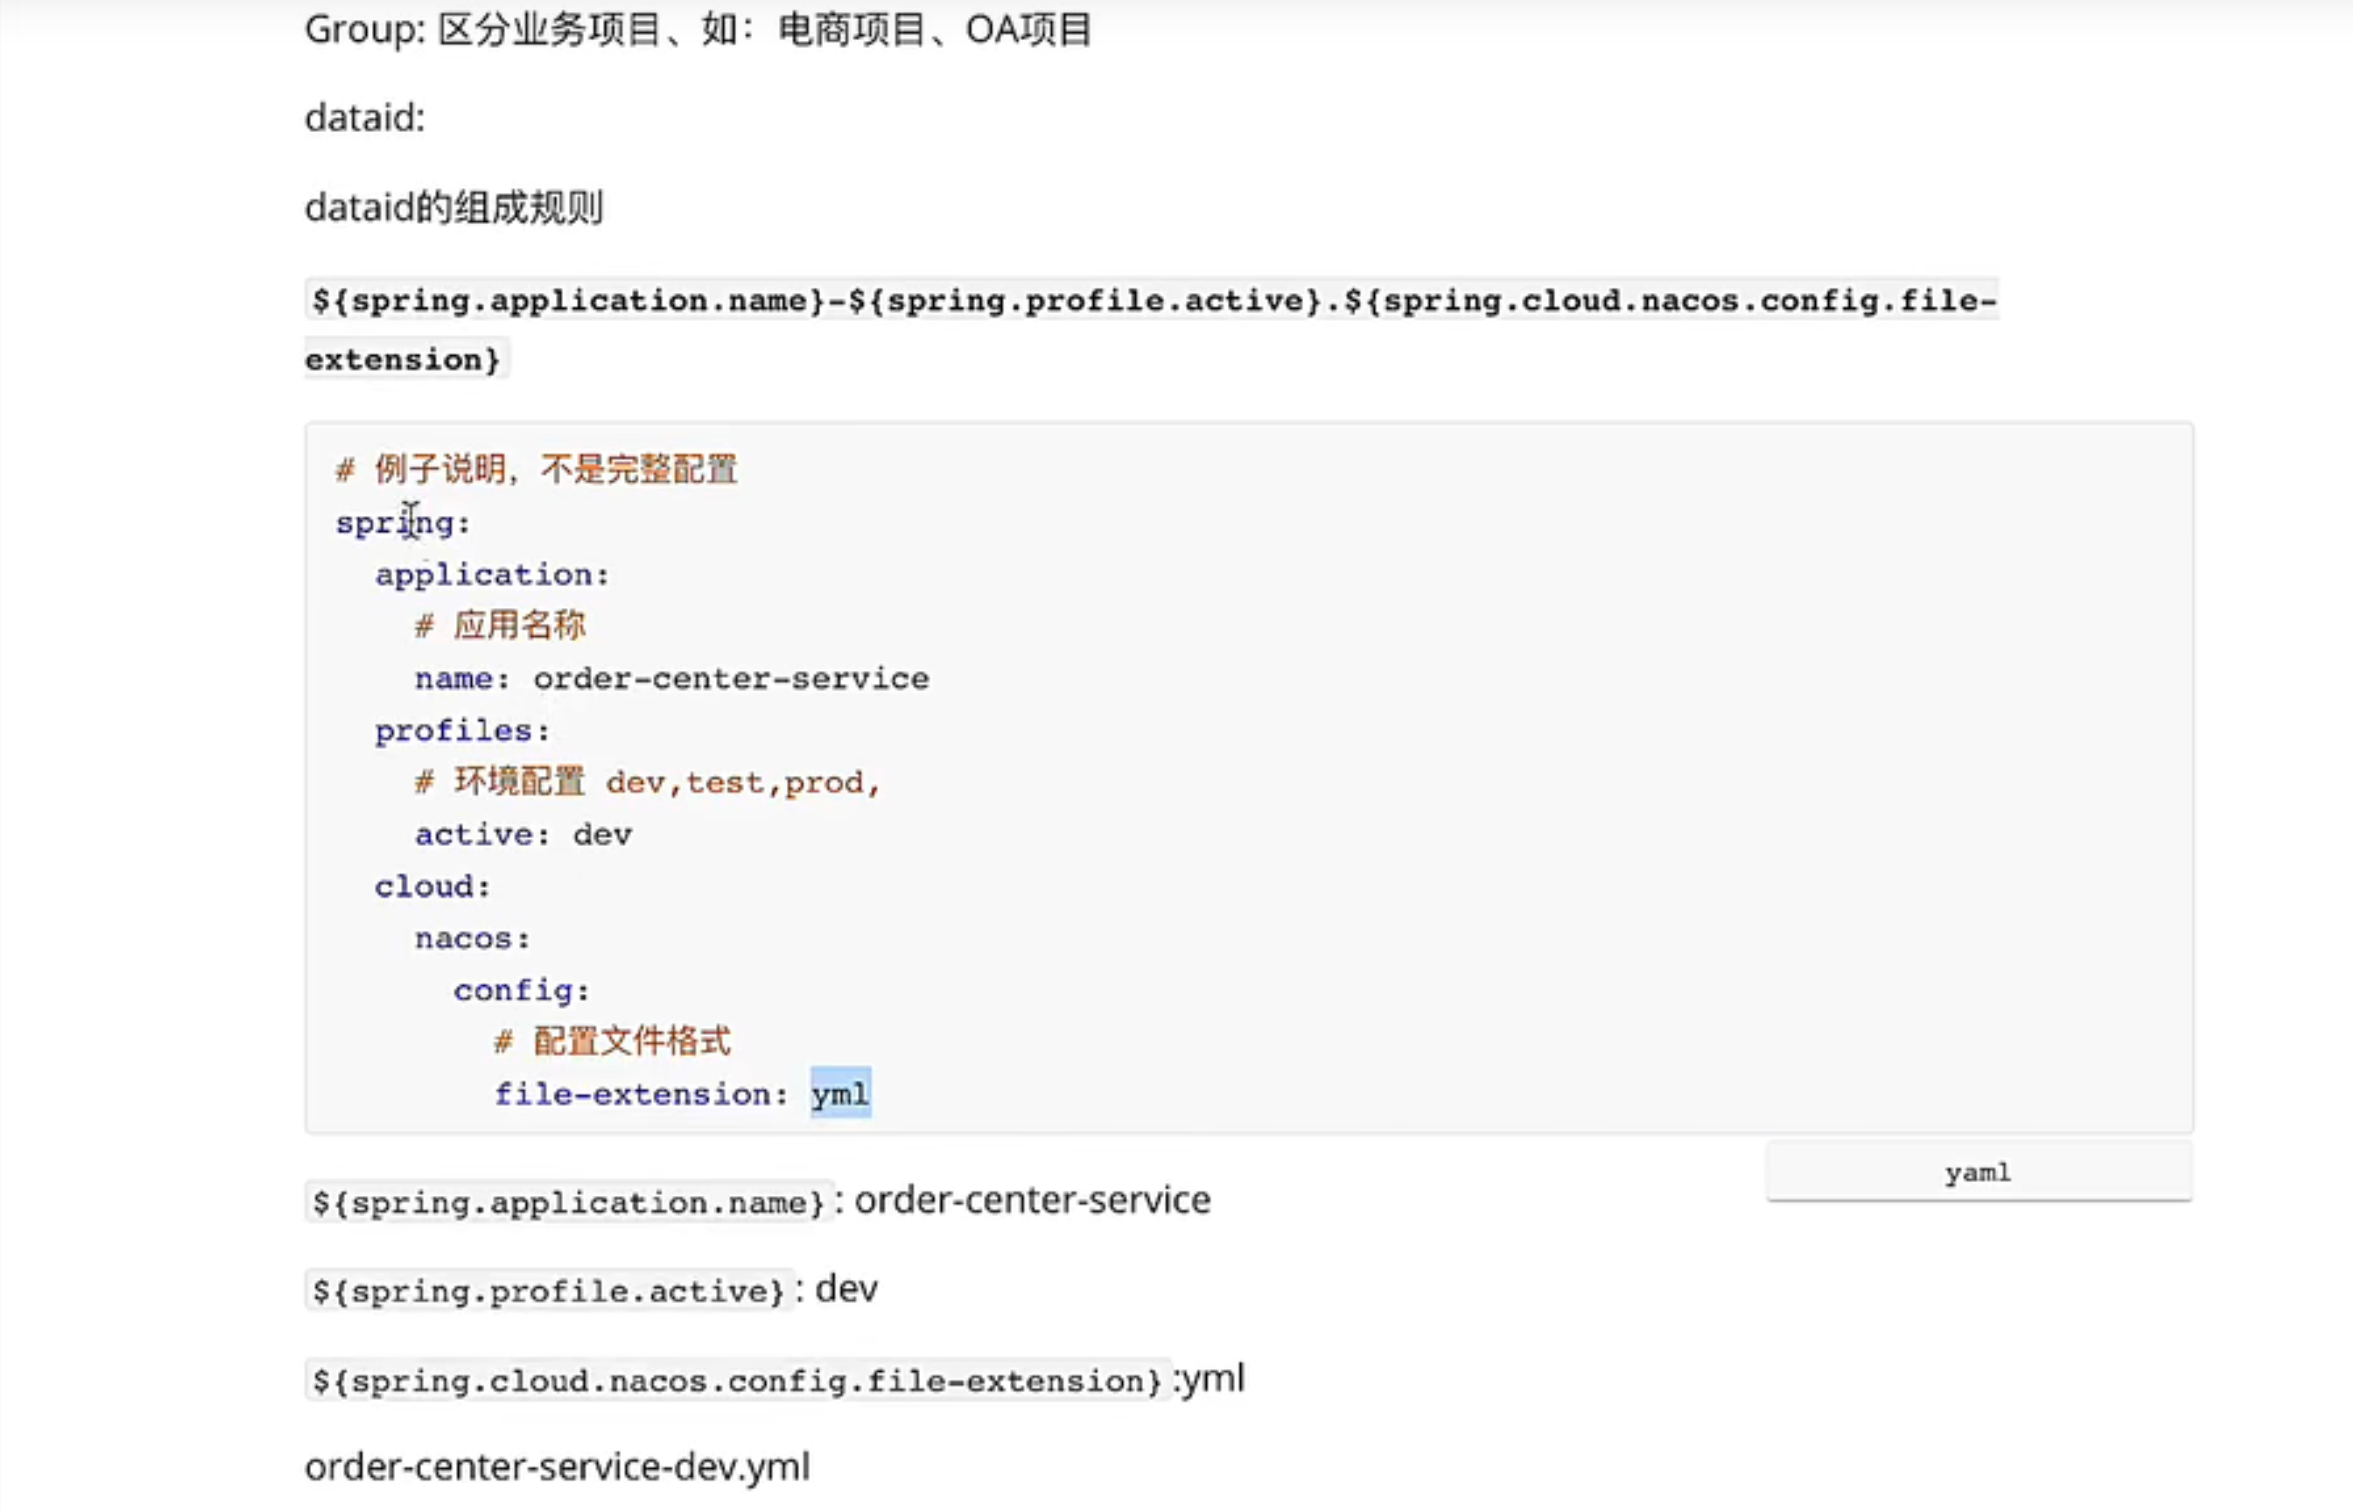 Group: 区分业务项目、如：电商项目、OA项目
dataid:
dataid的组成规则
${spring.application.name}-${spring.profile.active}.${spring.cloud.nacos.config.file-
extension}
# 例子说明，不是完整配置
spring:
  application:
    # 应用名称
    name: order-center-service
  profiles:
    # 环境配置 dev,test,prod,
    active: dev
  cloud:
    nacos:
      config:
        # 配置文件格式
        file-extension: yml
yaml
${spring.application.name}: order-center-service
${spring.profile.active}: dev
${spring.cloud.nacos.config.file-extension}:yml
order-center-service-dev.yml